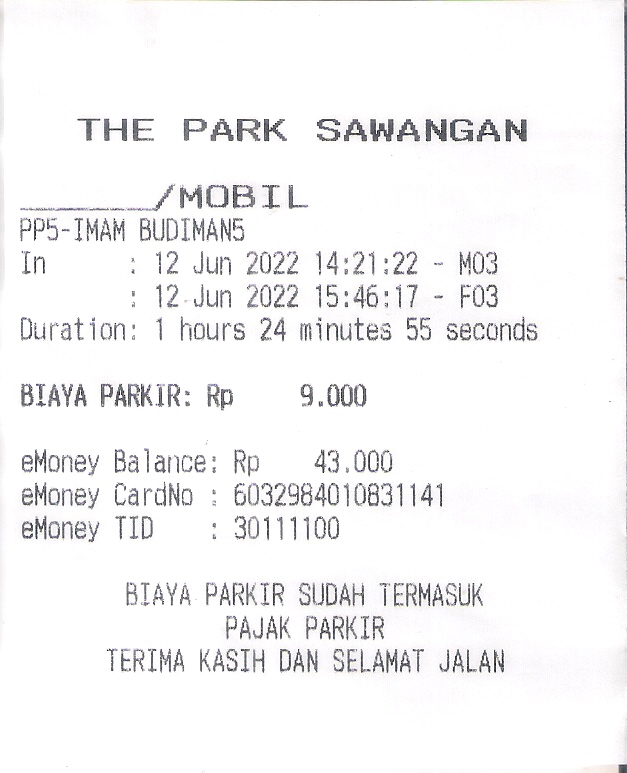 THE PARK SAWANGAN
______/MOBIL
PP5-IMAM BUDIMAN5
In : 12 Jun 2022 14:21:22 - M03
: 12 Jun 2022 15:46:17 - F03
Duration: 1 hours 24 minutes 55 seconds
BIAYA PARKIR: Rp 9.000
eMoney Balance: Rp 43.000
eMoney CardNo : 6032984010831141
eMoney TID : 30111100
BIAYA PARKIR SUDAH TERMASUK
PAJAK PARKIR
TERIMA KASIH DAN SELAMAT JALAN